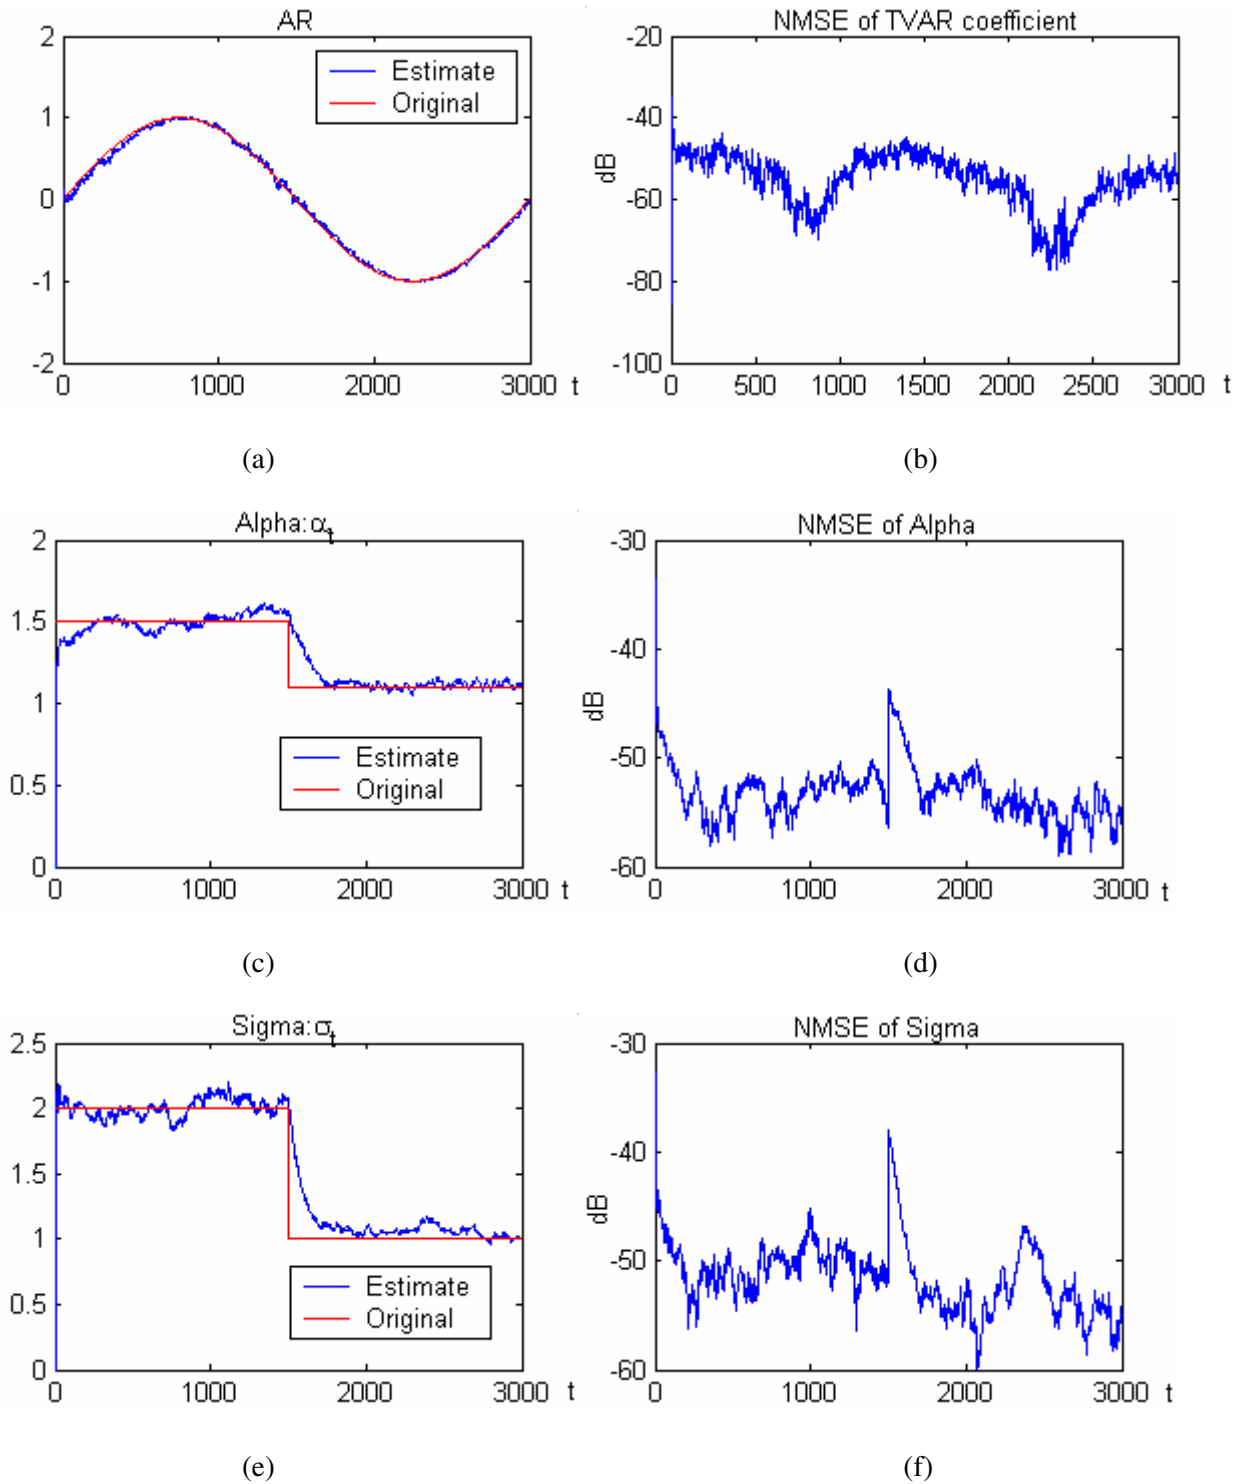 AR
2
1
0
-1
-2
0
1000
2000
3000
t
Estimate
Original
(a)
NMSE of TVAR coefficient
dB
-20
-40
-60
-80
-100
0
500
1000
1500
2000
2500
3000
t
(b)
Alpha:αt
2
1.5
1
0.5
0
0
1000
2000
3000
t
Estimate
Original
(c)
NMSE of Alpha
dB
-30
-40
-50
-60
0
1000
2000
3000
t
(d)
Sigma:σt
2.5
2
1.5
1
0.5
0
0
1000
2000
3000
t
Estimate
Original
(e)
NMSE of Sigma
dB
-30
-40
-50
-60
0
1000
2000
3000
t
(f)